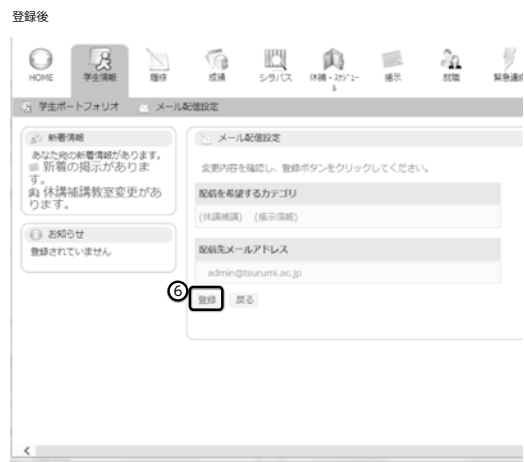 登録後
HOME 学生情報 履修 成績 シラバス 休補・スケジュー 掲示 就職 緊急連絡
ル
学生ポートフォリオ メール配信設定
新着情報
あなた宛の新着情報があります。
新着の掲示がありま
す。
休講補講教室変更があ
ります。
お知らせ
登録されていません
メール配信設定
変更内容を確認し、登録ボタンをクリックしてください。
配信を希望するカテゴリ
(休講補講) (掲示情報)
配信先メールアドレス
admin@tsurumi.ac.jp
⑥ 登録 戻る